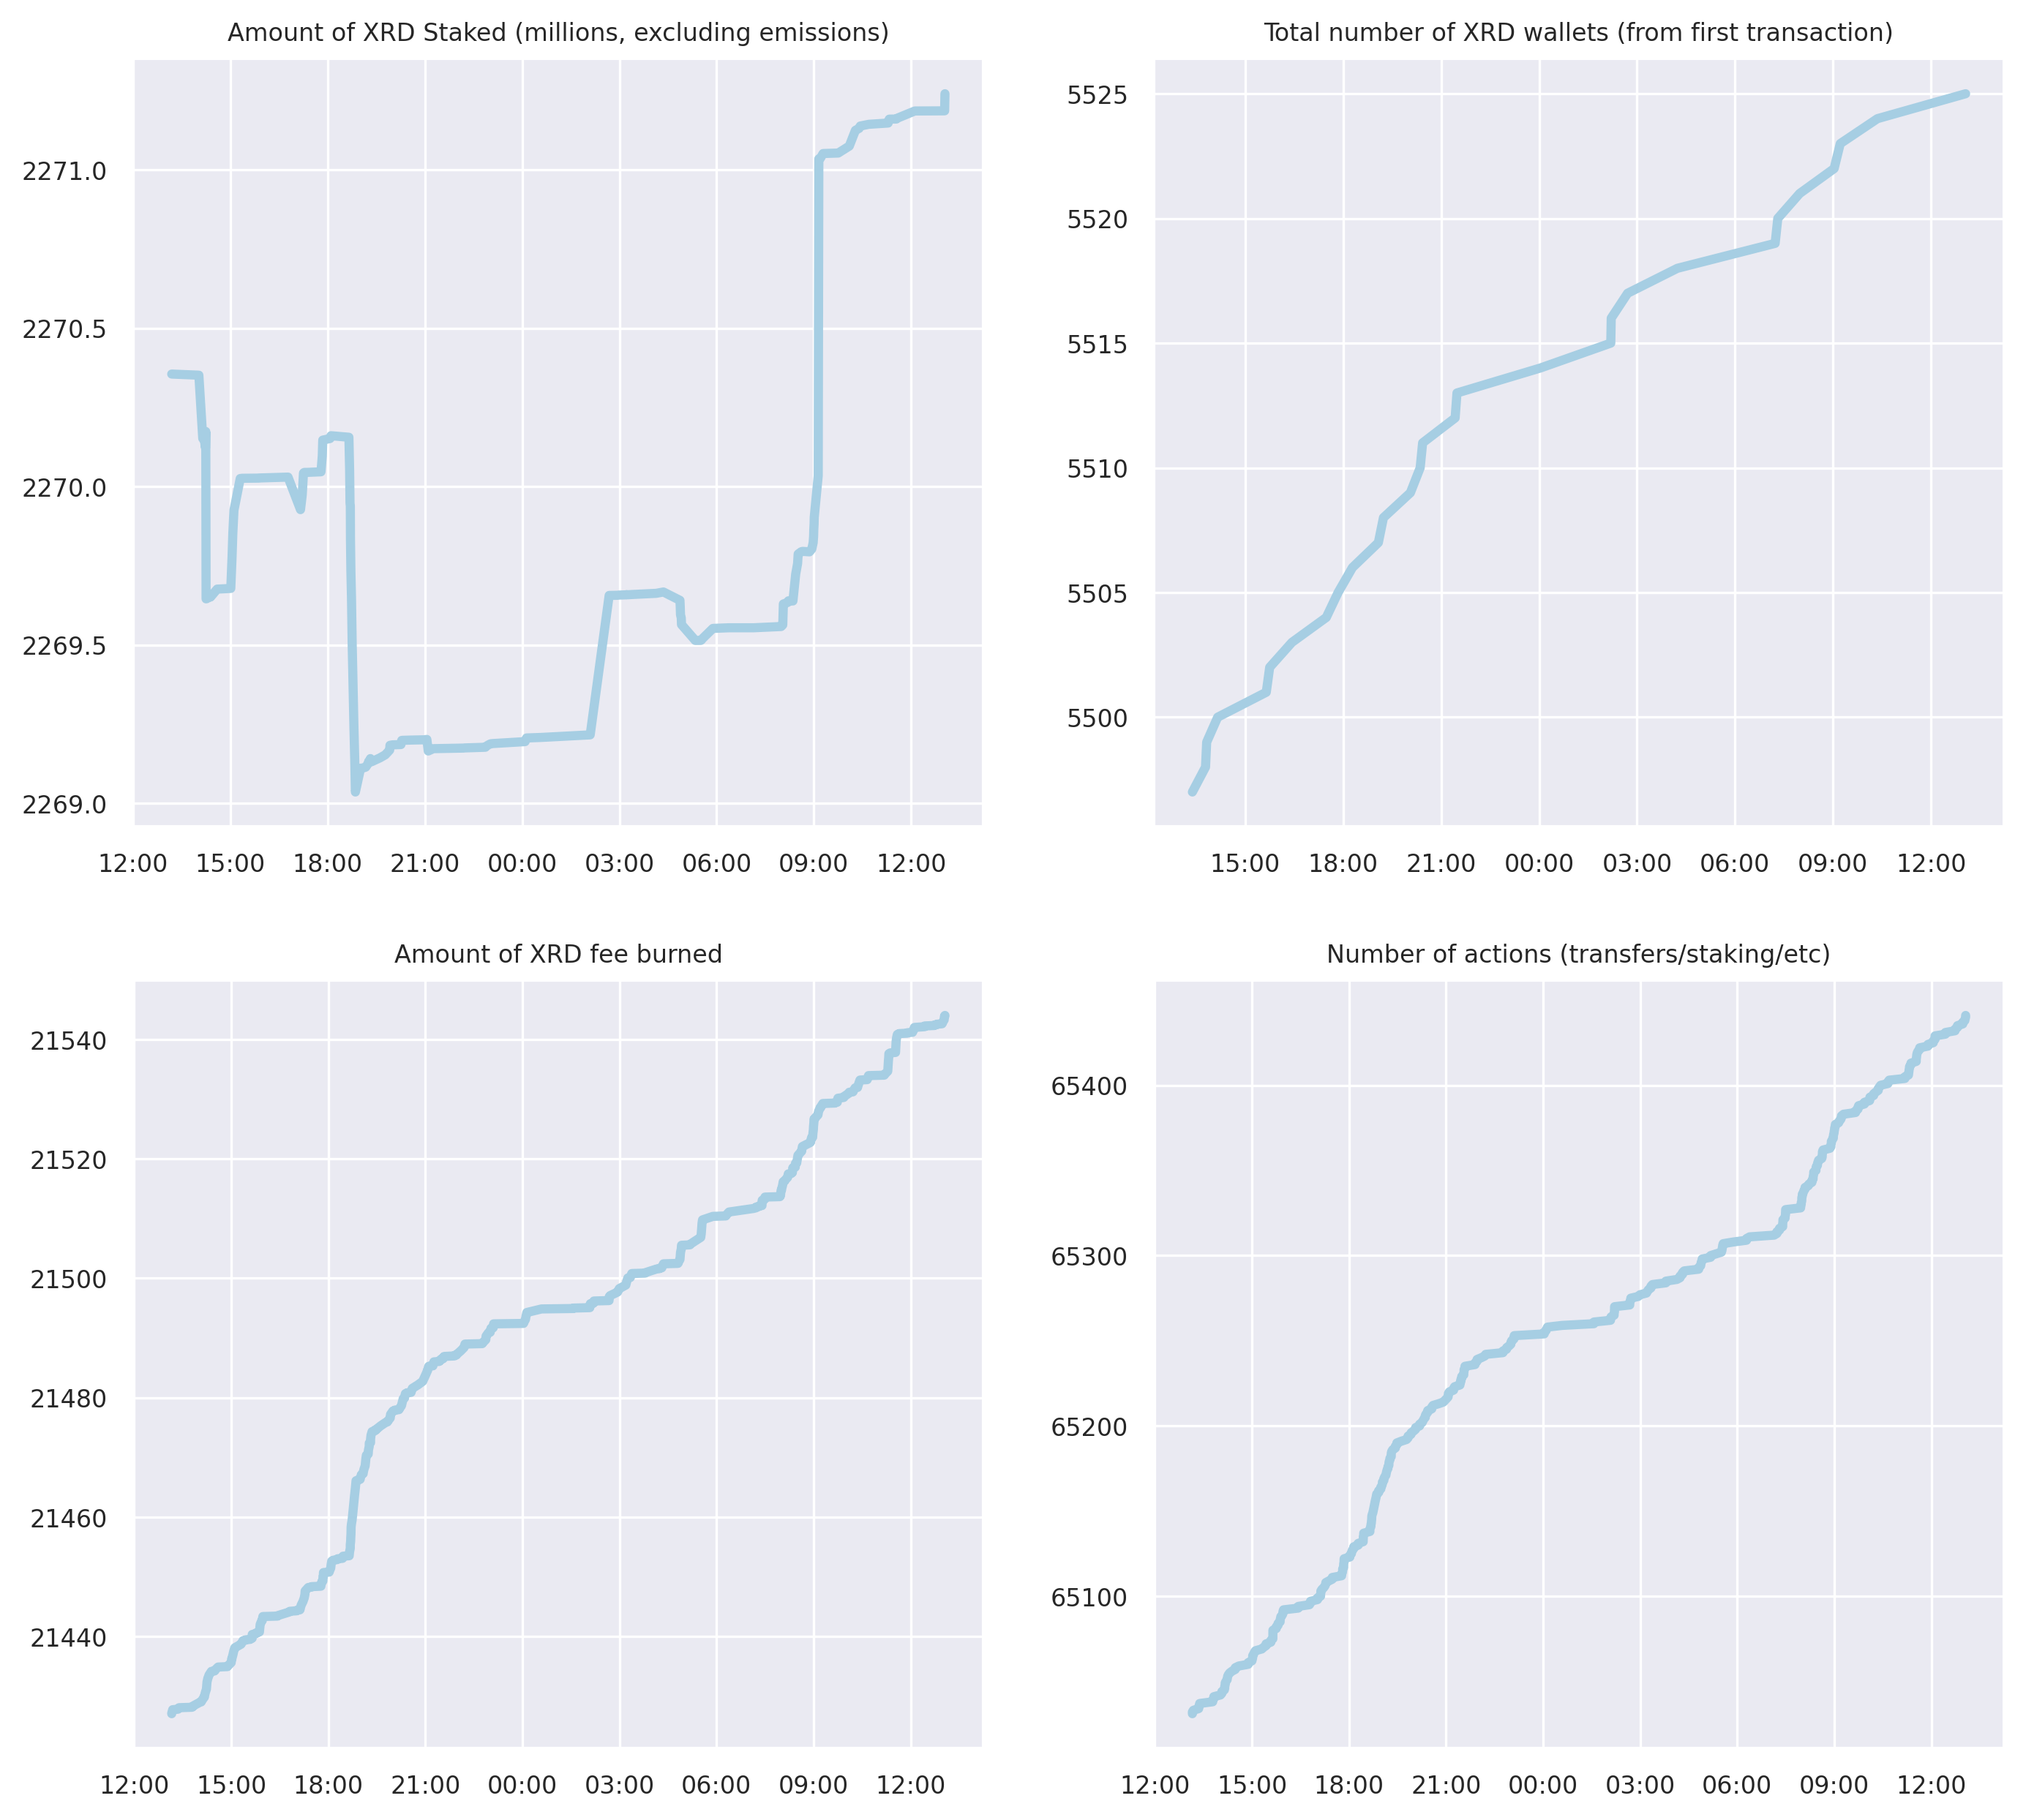 Amount of XRD Staked (millions, excluding emissions)
2271.0
2270.5
2270.0
2269.5
2269.0
12:00 15:00 18:00 21:00 00:00 03:00 06:00 09:00 12:00
Total number of XRD wallets (from first transaction)
5525
5520
5515
5510
5505
5500
15:00 18:00 21:00 00:00 03:00 06:00 09:00 12:00
Amount of XRD fee burned
21540
21520
21500
21480
21460
21440
12:00 15:00 18:00 21:00 00:00 03:00 06:00 09:00 12:00
Number of actions (transfers/staking/etc)
65400
65300
65200
65100
12:00 15:00 18:00 21:00 00:00 03:00 06:00 09:00 12:00